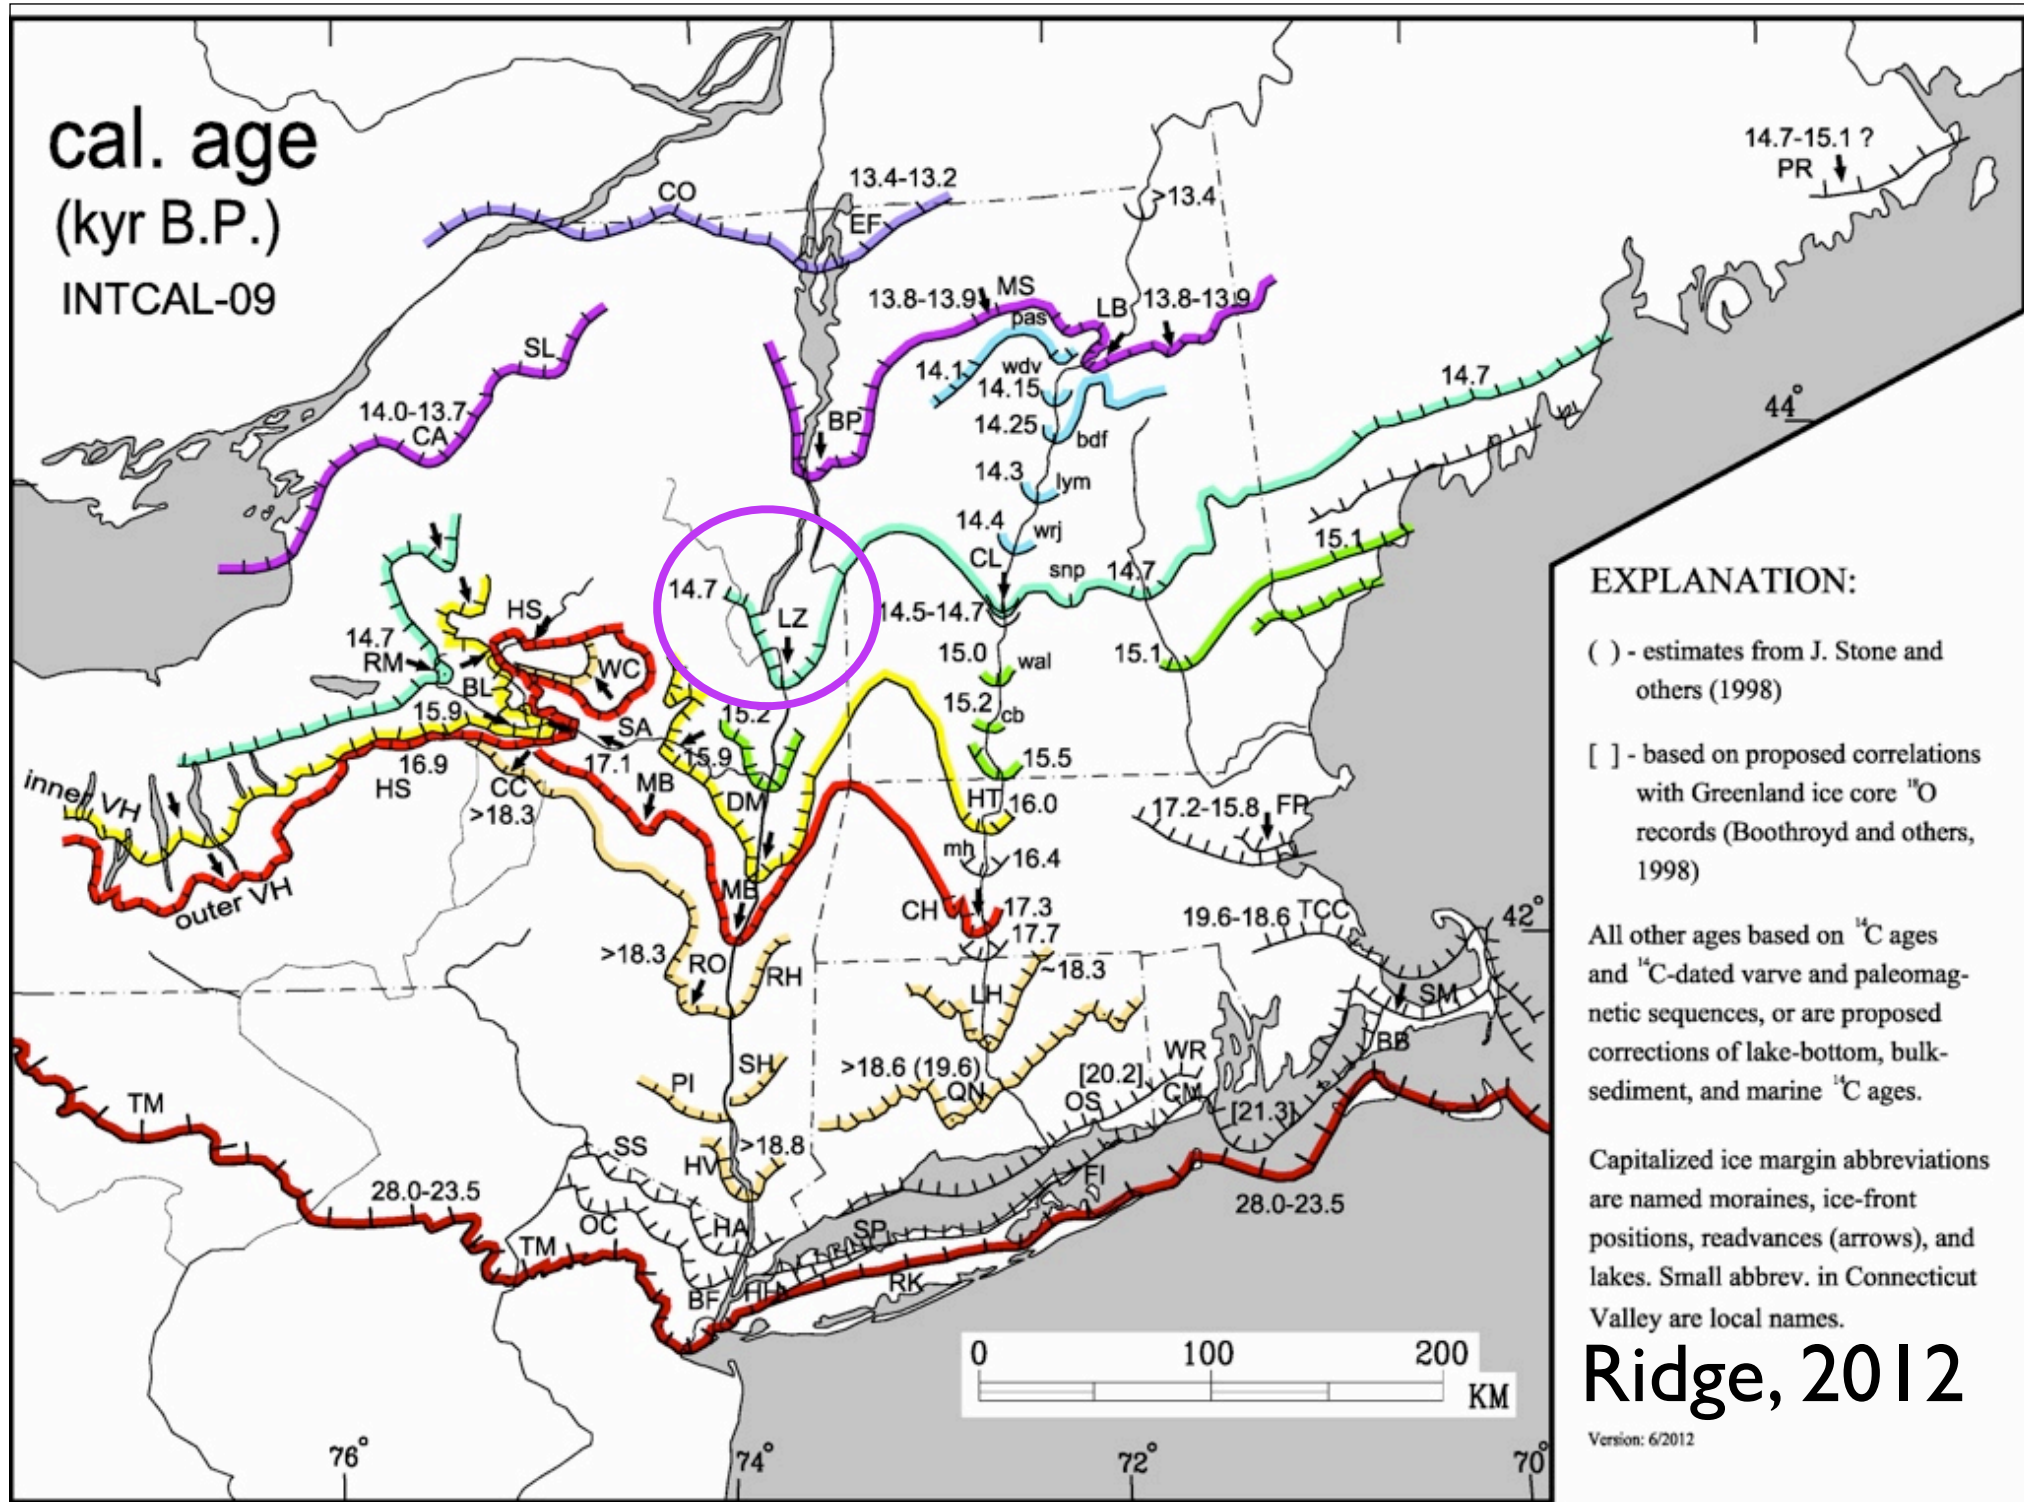 cal. age
(kyr B.P.)
INTCAL-09
14.7-15.1 ?
PR
CO
13.4-13.2
EF
>13.4
MS
13.8-13.9
LB
13.8-13.9
pas
SL
14.1
wdv
14.15
14.7
14.0-13.7
CA
BP
14.25
bdf
44°
14.3
lym
14.4
wrj
15.1
CL
snp
14.7
14.7
HS
LZ
14.5-14.7
14.7
RM
WC
15.0
wal
15.1
BL
15.9
SA
15.2
15.2
cb
16.9
17.1
15.9
15.5
HS
CC
MB
DM
HT
16.0
inner VH
>18.3
17.2-15.8
FP
mh
16.4
MB
outer VH
CH
17.3
19.6-18.6
TCC
42°
17.7
>18.3
RO
RH
~18.3
LH
SM
BB
PI
SH
>18.6 (19.6)
QN
[20.2]
WR
OS
CM
[21.3]
TM
SS
HV
>18.8
FI
28.0-23.5
28.0-23.5
OC
HA
SP
TM
BF
HH
RK
0
100
200
KM
76°
74°
72°
70°
EXPLANATION:
( ) - estimates from J. Stone and
others (1998)
[ ] - based on proposed correlations
with Greenland ice core ¹⁸O
records (Boothroyd and others,
1998)
All other ages based on ¹⁴C ages
and ¹⁴C-dated varve and paleomag-
netic sequences, or are proposed
corrections of lake-bottom, bulk-
sediment, and marine ¹⁴C ages.
Capitalized ice margin abbreviations
are named moraines, ice-front
positions, readvances (arrows), and
lakes. Small abbrev. in Connecticut
Valley are local names.
Ridge, 2012
Version: 6/2012